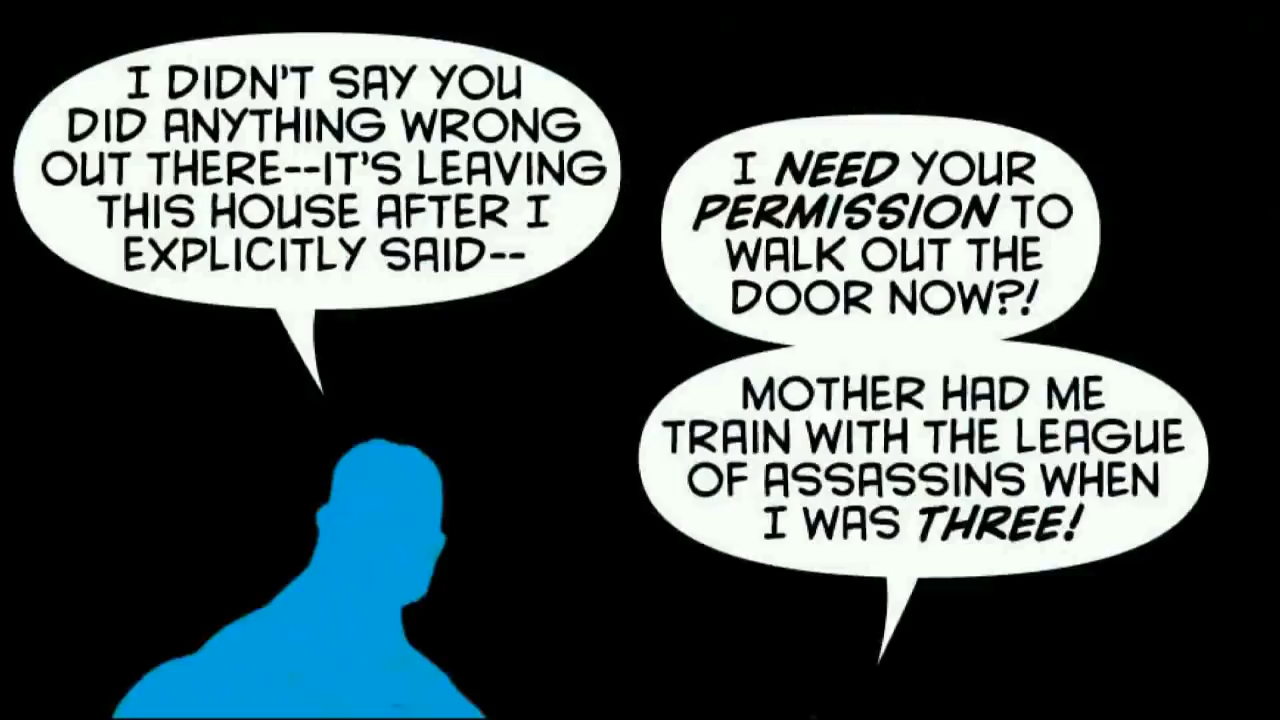 I DIDN'T SAY YOU
DID ANYTHING WRONG
OUT THERE--IT'S LEAVING
THIS HOUSE AFTER I
EXPLICITLY SAID--
I NEED YOUR
PERMISSION TO
WALK OUT THE
DOOR NOW?!
MOTHER HAD ME
TRAIN WITH THE LEAGUE
OF ASSASSINS WHEN
I WAS THREE!